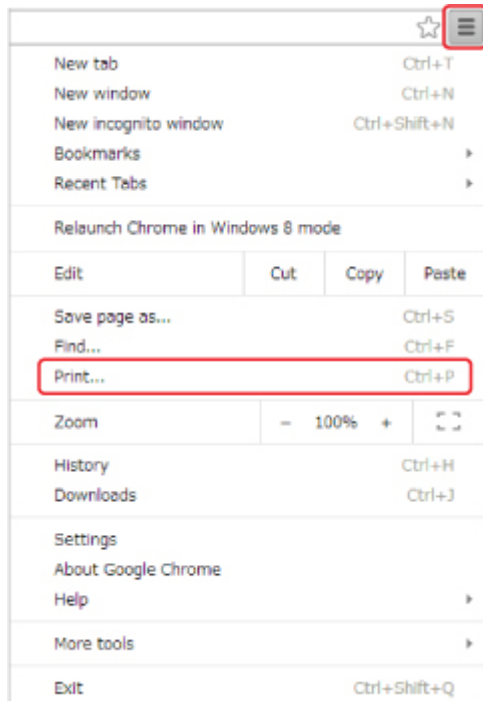 New tab Ctrl+T
New window Ctrl+N
New incognito window Ctrl+Shift+N
Bookmarks
Recent Tabs
Relaunch Chrome in Windows 8 mode
Edit Cut Copy Paste
Save page as... Ctrl+S
Find... Ctrl+F
Print... Ctrl+P
Zoom − 100% +
History Ctrl+H
Downloads Ctrl+J
Settings
About Google Chrome
Help
More tools
Exit Ctrl+Shift+Q